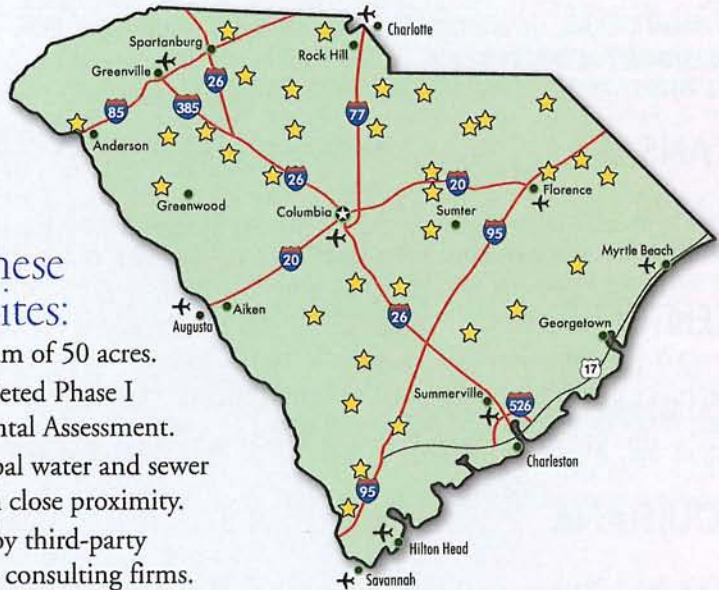 Charlotte
Spartanburg
Rock Hill
Greenville
26
85
385
77
Anderson
26
20
Florence
Greenwood
Columbia
Sumter
95
20
Myrtle Beach
Aiken
Augusta
26
Georgetown
17
Summerville
526
Charleston
95
Hilton Head
Savannah
ites:
m of 50 acres.
eted Phase I
ntal Assessment.
oal water and sewer
close proximity.
by third-party
consulting firms.